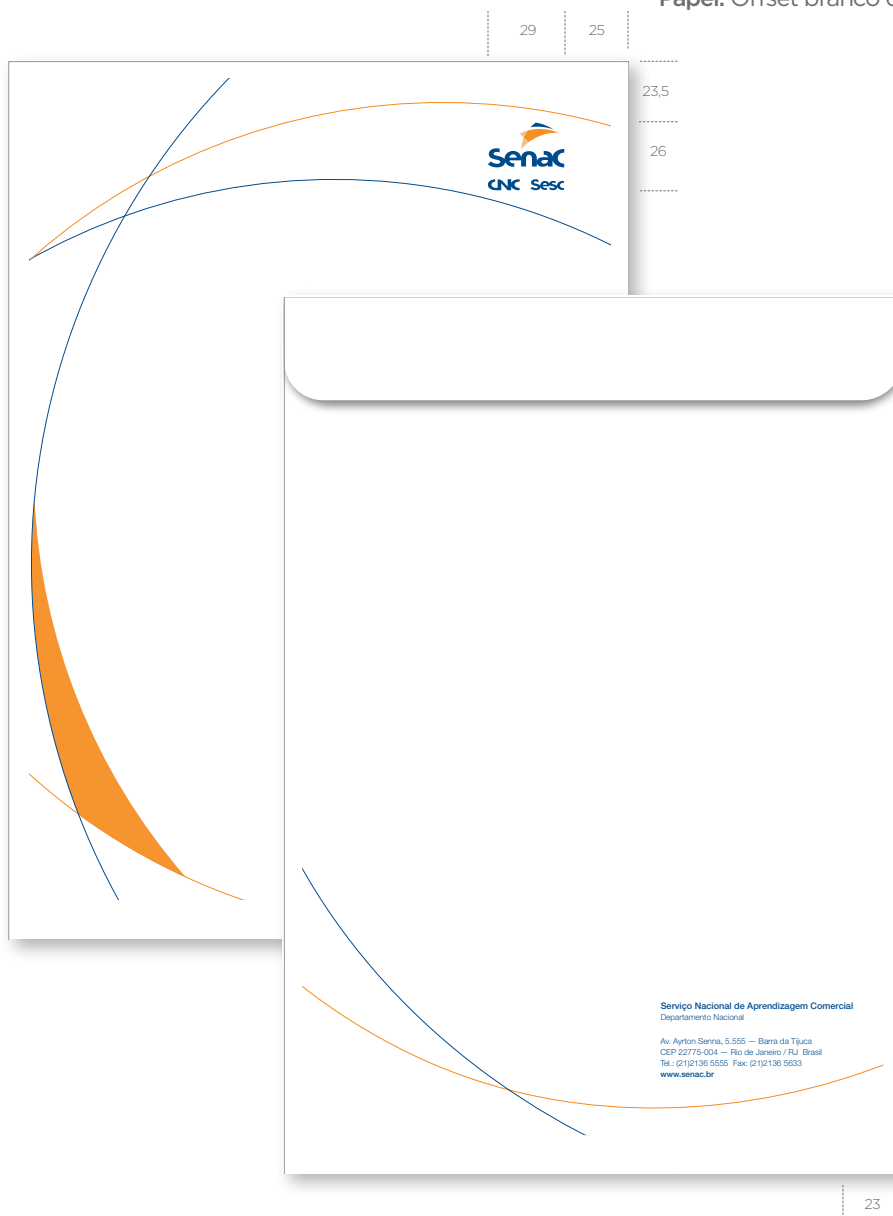 Papel: Offset branco
29 25
23,5
26
Senac
CNC Sesc
Serviço Nacional de Aprendizagem Comercial
Departamento Nacional
Av. Ayrton Senna, 5.555 — Barra da Tijuca
CEP 22775-004 — Rio de Janeiro / RJ Brasil
Tel.: (21)2136 5555 Fax: (21)2136 5633
www.senac.br
23